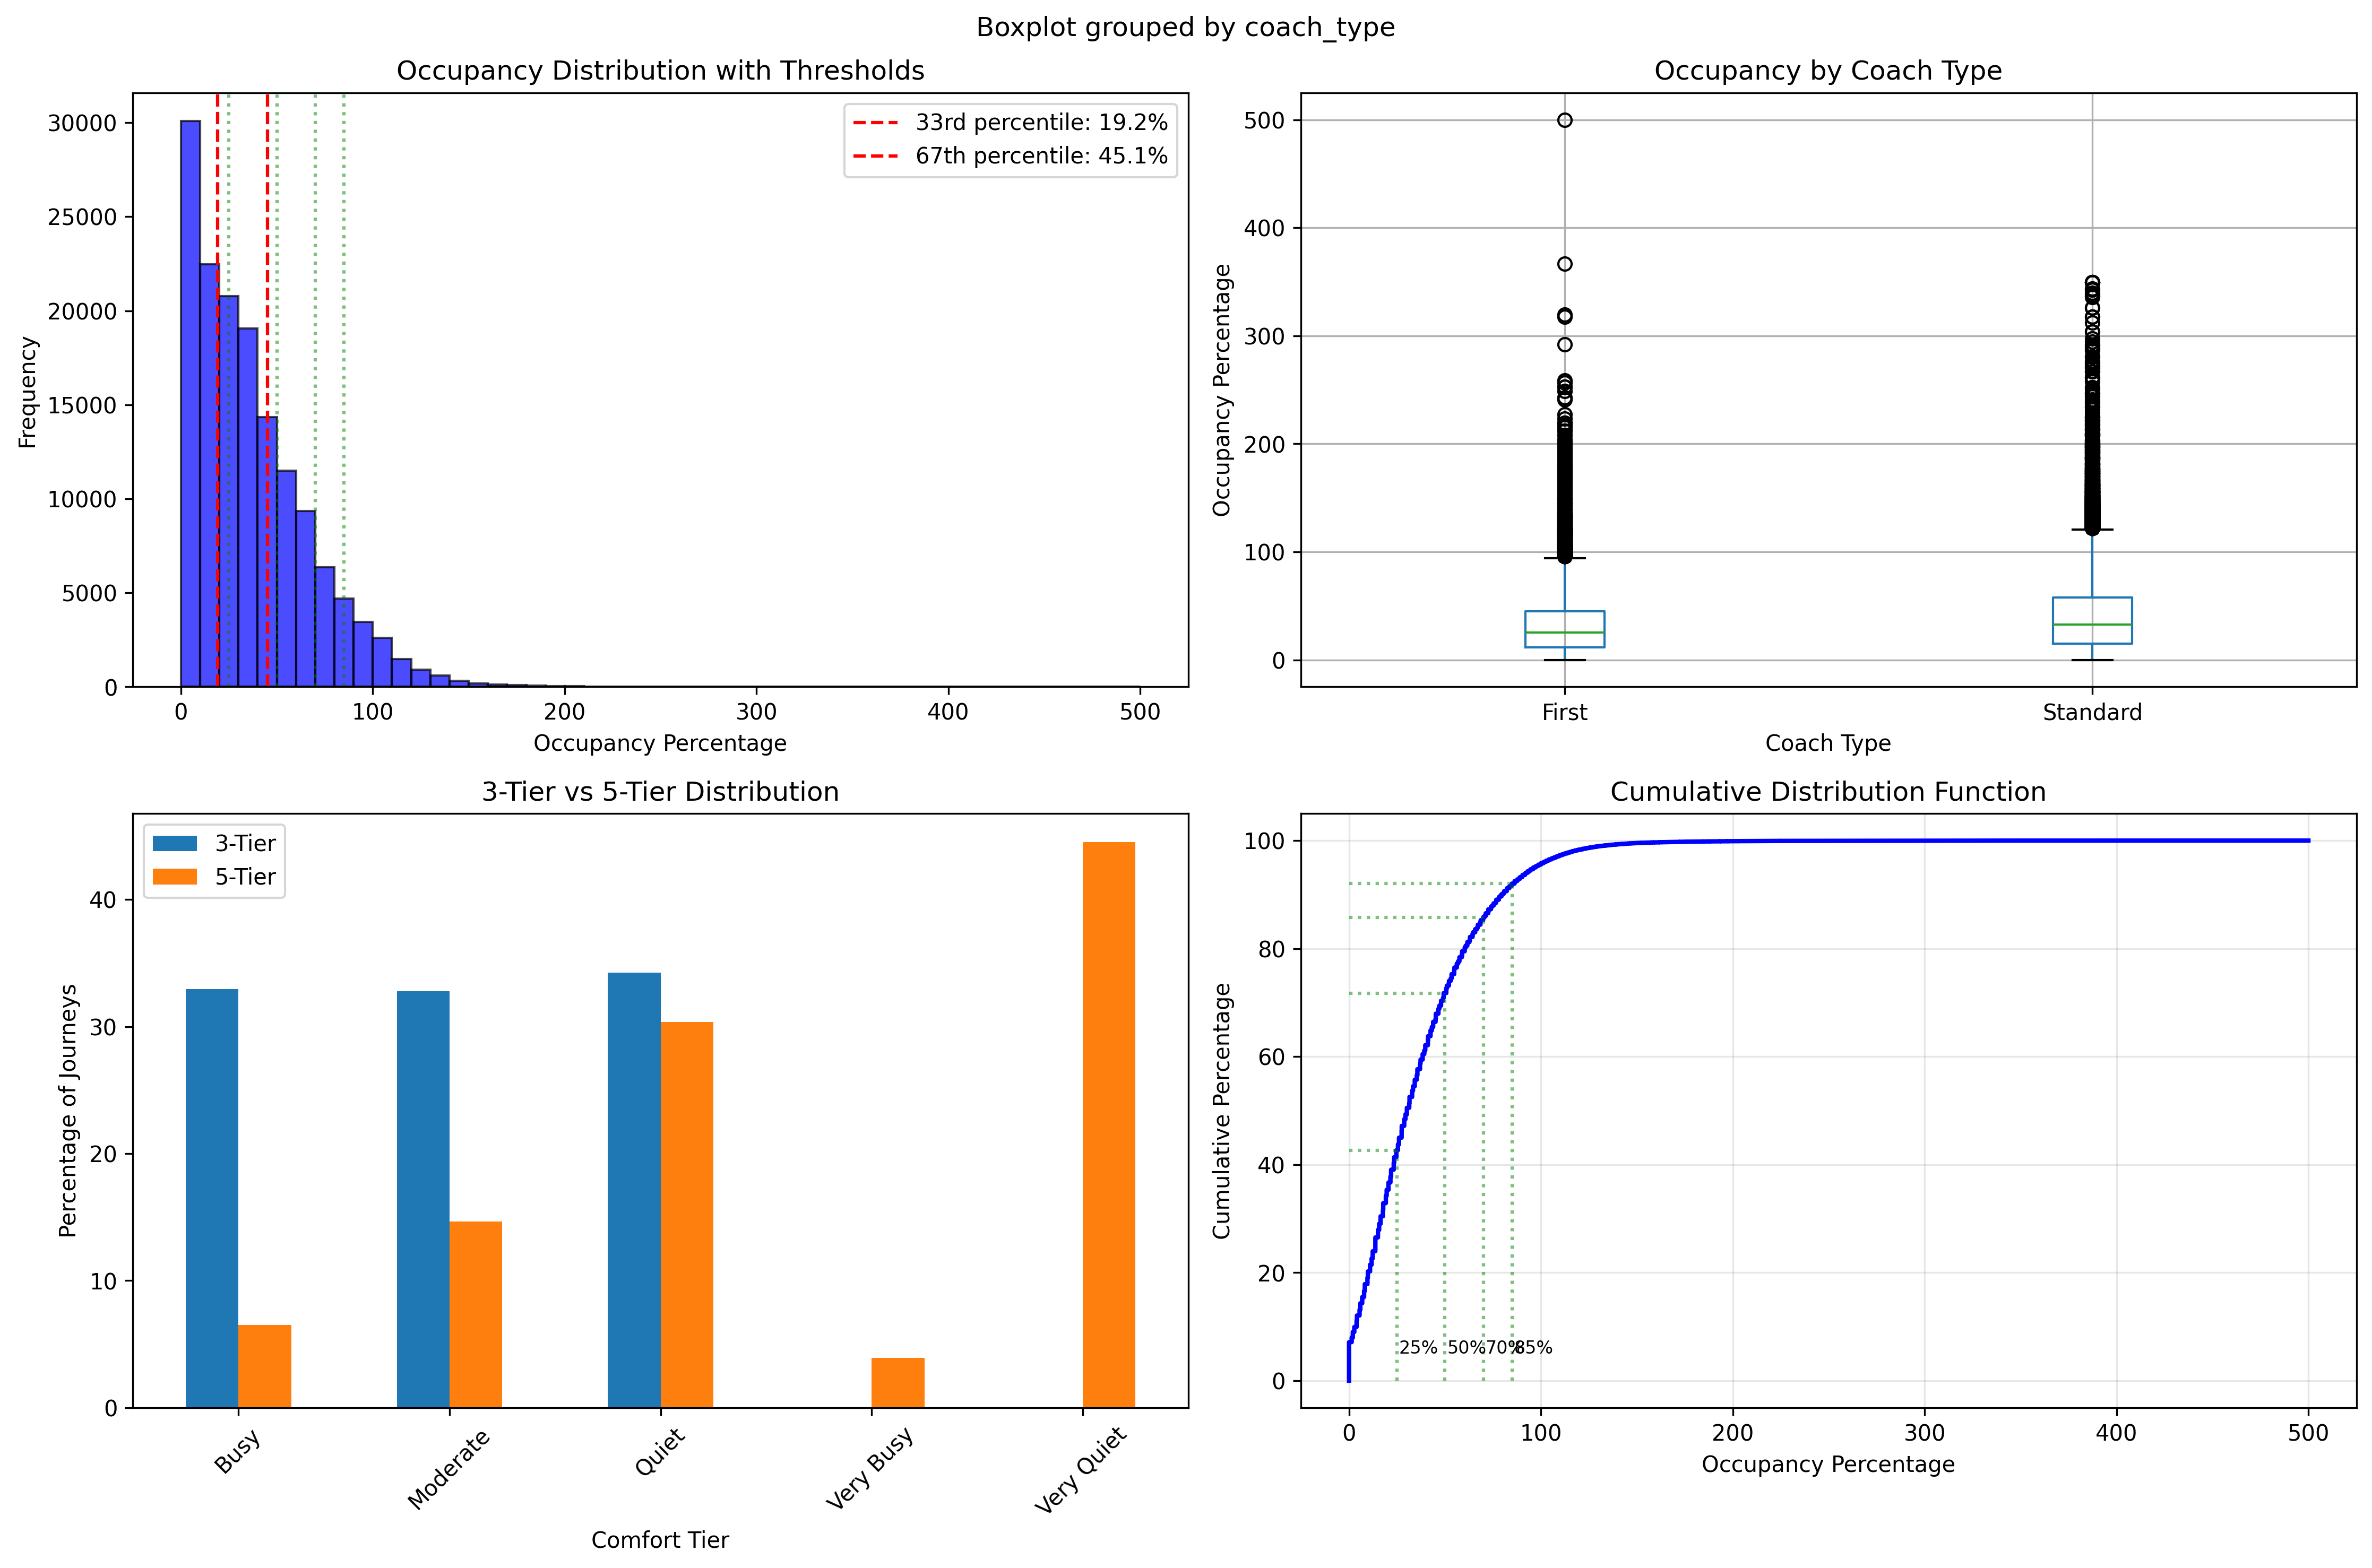 Boxplot grouped by coach_type
Occupancy Distribution with Thresholds
33rd percentile: 19.2%
67th percentile: 45.1%
Frequency
30000
25000
20000
15000
10000
5000
0
0 100 200 300 400 500
Occupancy Percentage
Occupancy by Coach Type
Occupancy Percentage
500
400
300
200
100
0
First Standard
Coach Type
3-Tier vs 5-Tier Distribution
3-Tier
5-Tier
Percentage of Journeys
40
30
20
10
0
Busy Moderate Quiet Very Busy Very Quiet
Comfort Tier
Cumulative Distribution Function
Cumulative Percentage
100
80
60
40
20
0
25% 50% 70% 85%
0 100 200 300 400 500
Occupancy Percentage